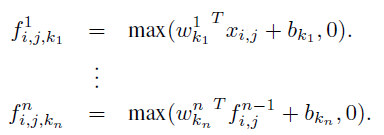 f^1_{i,j,k_1} = max(w^1_{k_1}{}^T x_{i,j} + b_{k_1}, 0).
⋮
f^n_{i,j,k_n} = max(w^n_{k_n}{}^T f^{n-1}_{i,j} + b_{k_n}, 0).